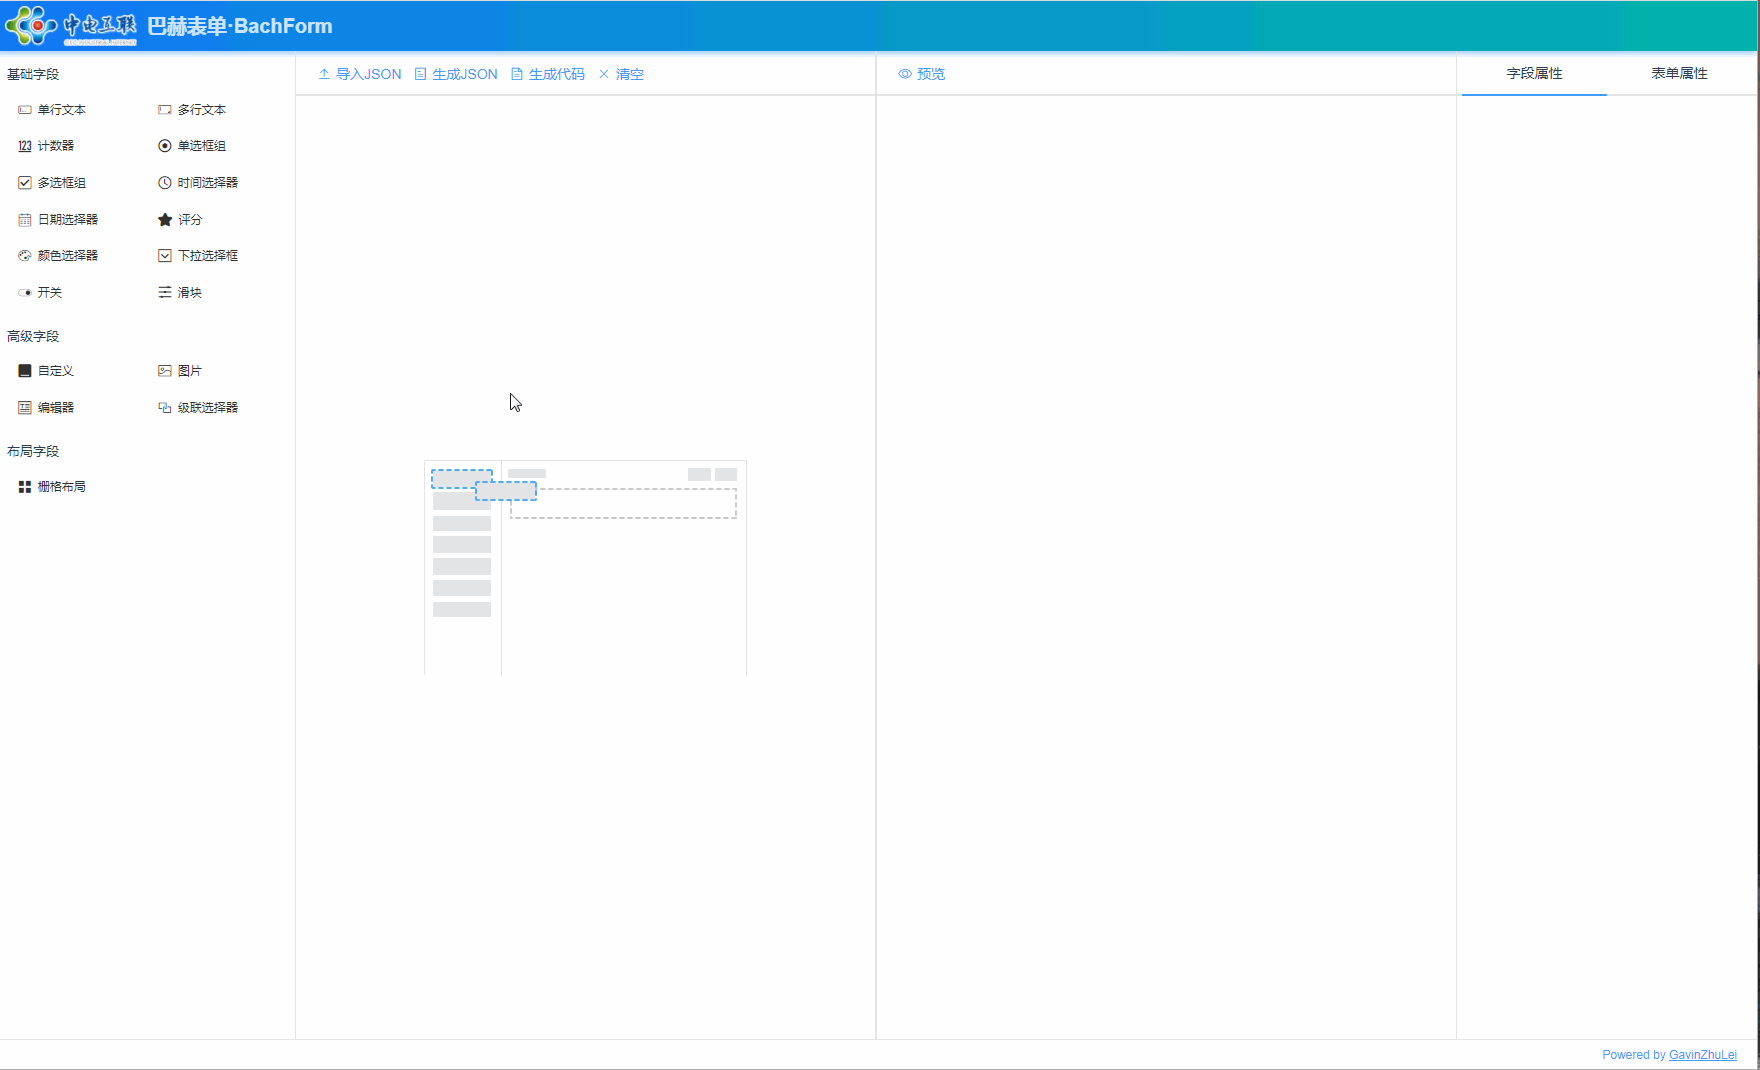 中电互联 巴赫表单·BachForm
基础字段
单行文本 多行文本
123 计数器 单选框组
多选框组 时间选择器
日期选择器 评分
颜色选择器 下拉选择框
开关 滑块
高级字段
自定义 图片
编辑器 级联选择器
布局字段
栅格布局
导入JSON 生成JSON 生成代码 清空
预览
字段属性 表单属性
Powered by GavinZhuLei